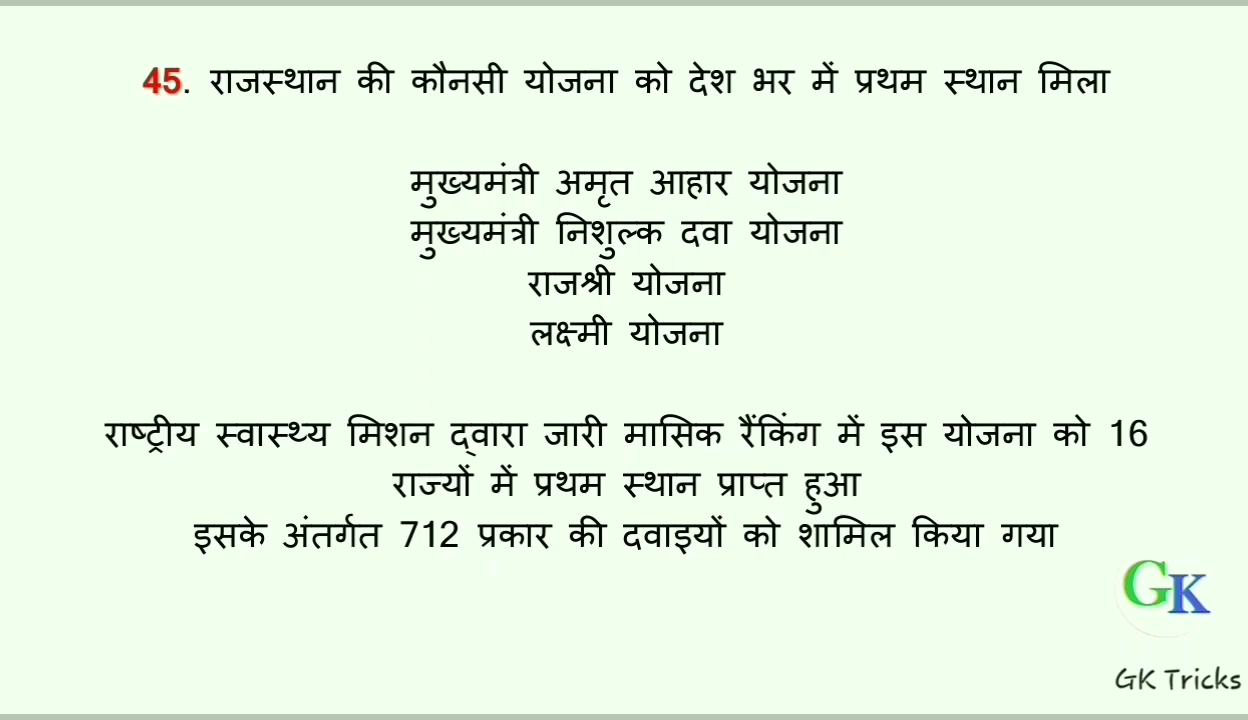 45. राजस्थान की कौनसी योजना को देश भर में प्रथम स्थान मिला
मुख्यमंत्री अमृत आहार योजना
मुख्यमंत्री निशुल्क दवा योजना
राजश्री योजना
लक्ष्मी योजना
राष्ट्रीय स्वास्थ्य मिशन द्वारा जारी मासिक रैंकिंग में इस योजना को 16
राज्यों में प्रथम स्थान प्राप्त हुआ
इसके अंतर्गत 712 प्रकार की दवाइयों को शामिल किया गया
GK
GK Tricks